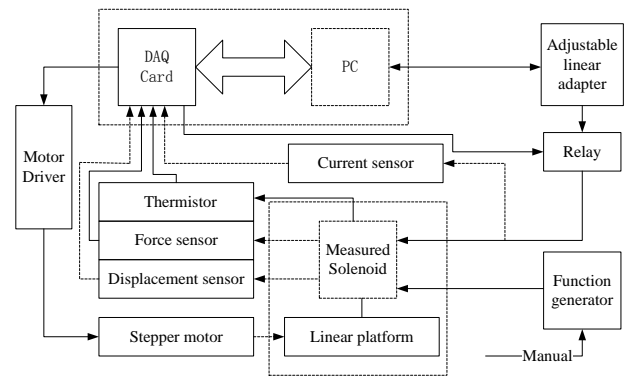 DAQ
Card
PC
Adjustable
linear
adapter
Motor
Driver
Current sensor
Relay
Thermistor
Force sensor
Displacement sensor
Measured
Solenoid
Function
generator
Stepper motor
Linear platform
Manual